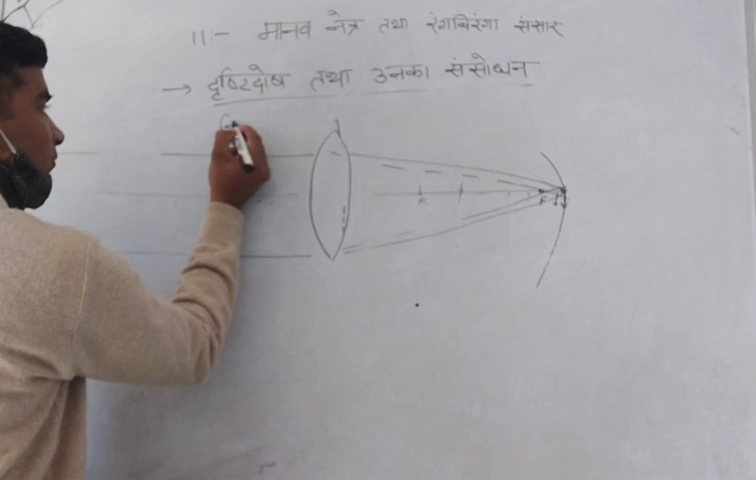 11:- मानव नेत्र तथा रंगबिरंगा संसार
→ दृष्टिदोष तथा उनका संसोधन